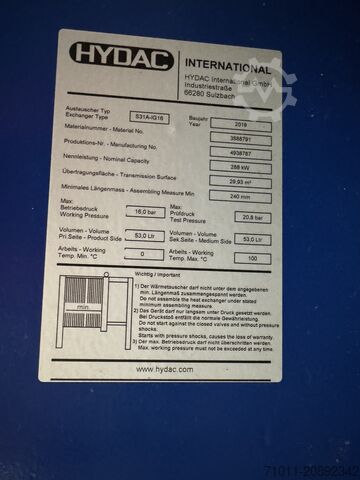 HYDAC
INTERNATIONAL
HYDAC International GmbH
Industriestraße
66280 Sulzbach
Austauscher Typ
Exchanger Type
S31A-IG16
Baujahr
Year
2019
Materialnummer - Material No.
3588791
Produktions-Nr. - Manufacturing No.
4938787
Nennleistung - Nominal Capacity
288 kW
Übertragungsfläche - Transmission Surface
29,93 m²
Minimales Längenmass - Assembling Measure Min
240 mm
Max:
Betriebsdruck
Working Pressure
16,0 bar
Max:
Prüfdruck
Test Pressure
20,8 bar
Volumen - Volume
Pri.Seite - Product Side
53,0 Ltr
Volumen - Volume
Sek.Seite - Medium Side
53,0 Ltr
Arbeits - Working
Temp. Min. °C
0
Arbeits - Working
Temp. Max. °C
100
min.
Wichtig / important
1) Der Wärmetauscher darf nicht unter dem angegebenen
min. Längenmaß zusammengespannt werden.
Do not assemble the heat exchanger under stated
minimum assembling measure.
2) Das Gerät darf nur langsam unter Druck gesetzt werden.
Bei Druckstoß entfällt die normale Gewährleistung.
Do not start against the closed valves and without pressure
shocks.
Starts with pressure shocks, causes the loss of warranty.
3) Der max. Betriebsdruck darf nicht überschritten werden.
Max. working pressure must not be exceeding at any time.
www.hydac.com
71011-20892342